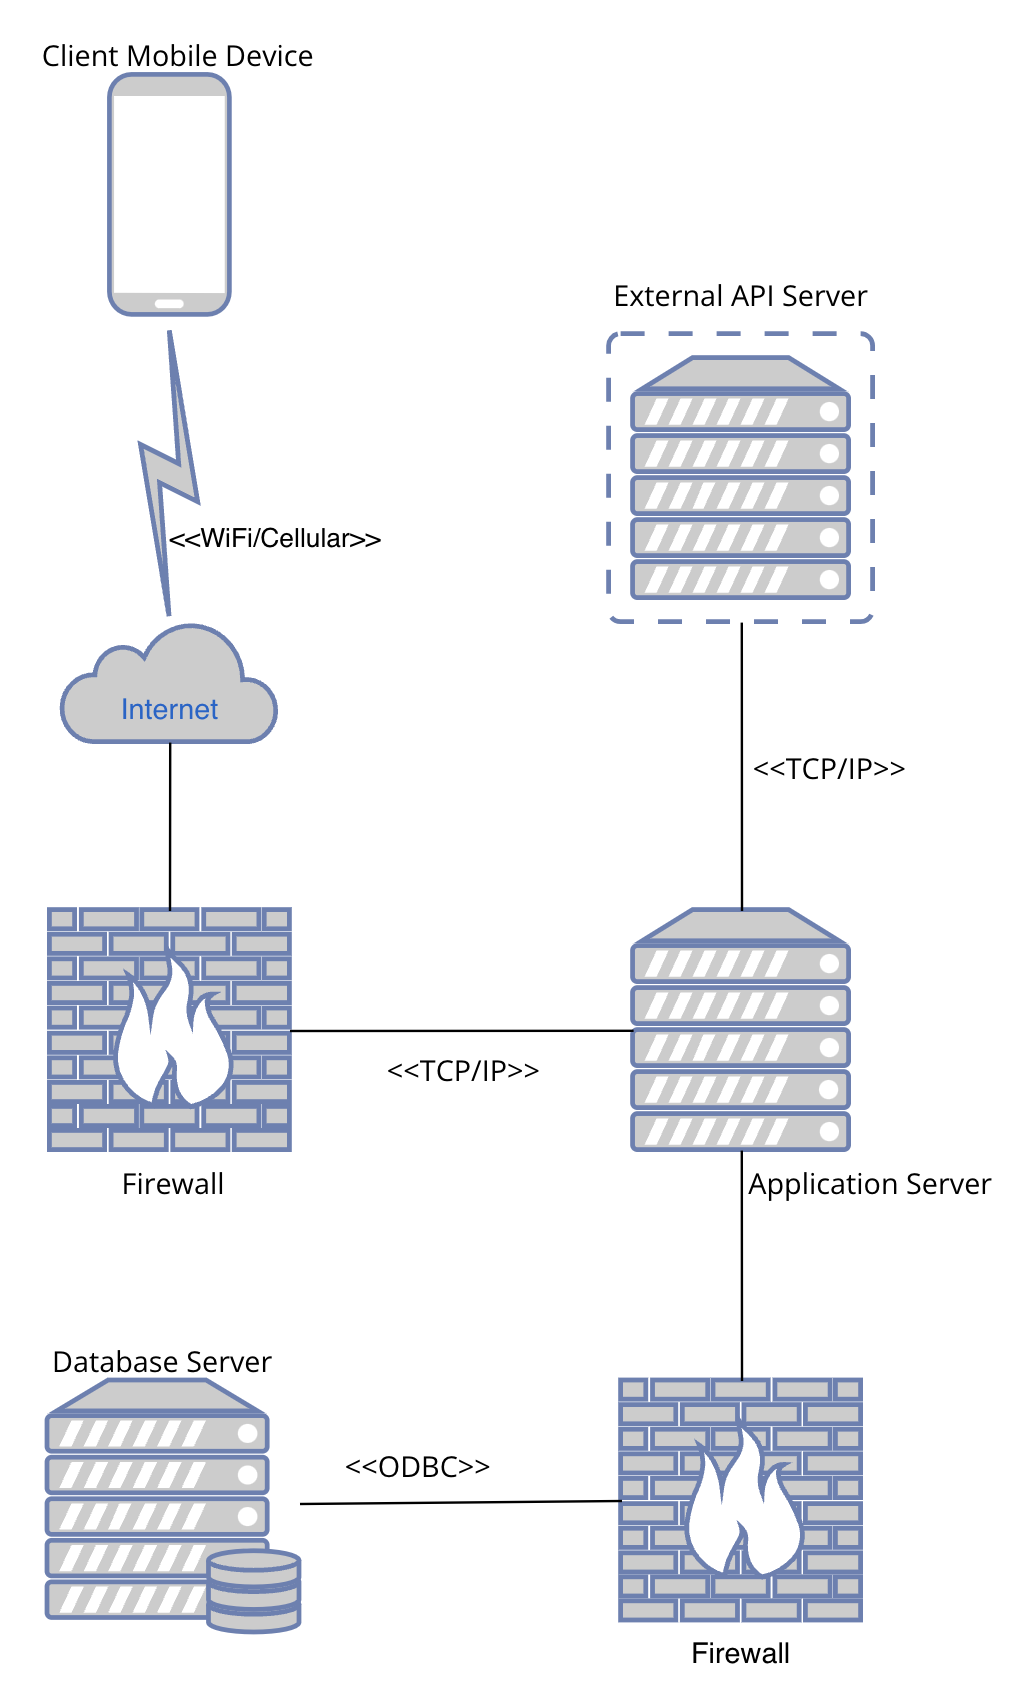 Client Mobile Device
External API Server
<<WiFi/Cellular>>
Internet
<<TCP/IP>>
<<TCP/IP>>
Firewall
Application Server
Database Server
<<ODBC>>
Firewall